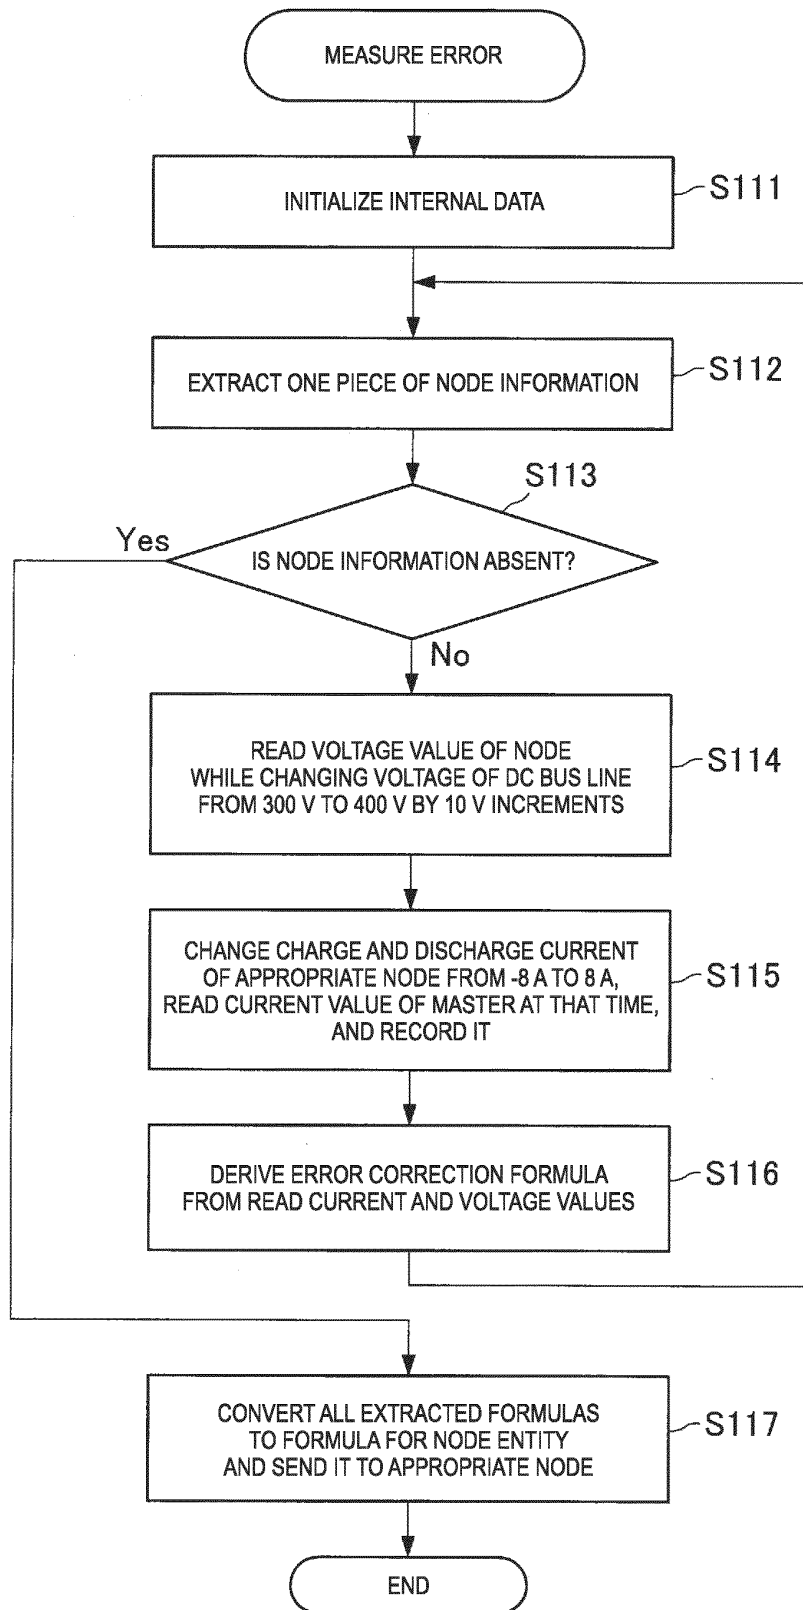 MEASURE ERROR
INITIALIZE INTERNAL DATA
S111
EXTRACT ONE PIECE OF NODE INFORMATION
S112
S113
Yes
IS NODE INFORMATION ABSENT?
No
READ VOLTAGE VALUE OF NODE
WHILE CHANGING VOLTAGE OF DC BUS LINE
FROM 300 V TO 400 V BY 10 V INCREMENTS
S114
CHANGE CHARGE AND DISCHARGE CURRENT
OF APPROPRIATE NODE FROM -8 A TO 8 A,
READ CURRENT VALUE OF MASTER AT THAT TIME,
AND RECORD IT
S115
DERIVE ERROR CORRECTION FORMULA
FROM READ CURRENT AND VOLTAGE VALUES
S116
CONVERT ALL EXTRACTED FORMULAS
TO FORMULA FOR NODE ENTITY
AND SEND IT TO APPROPRIATE NODE
S117
END